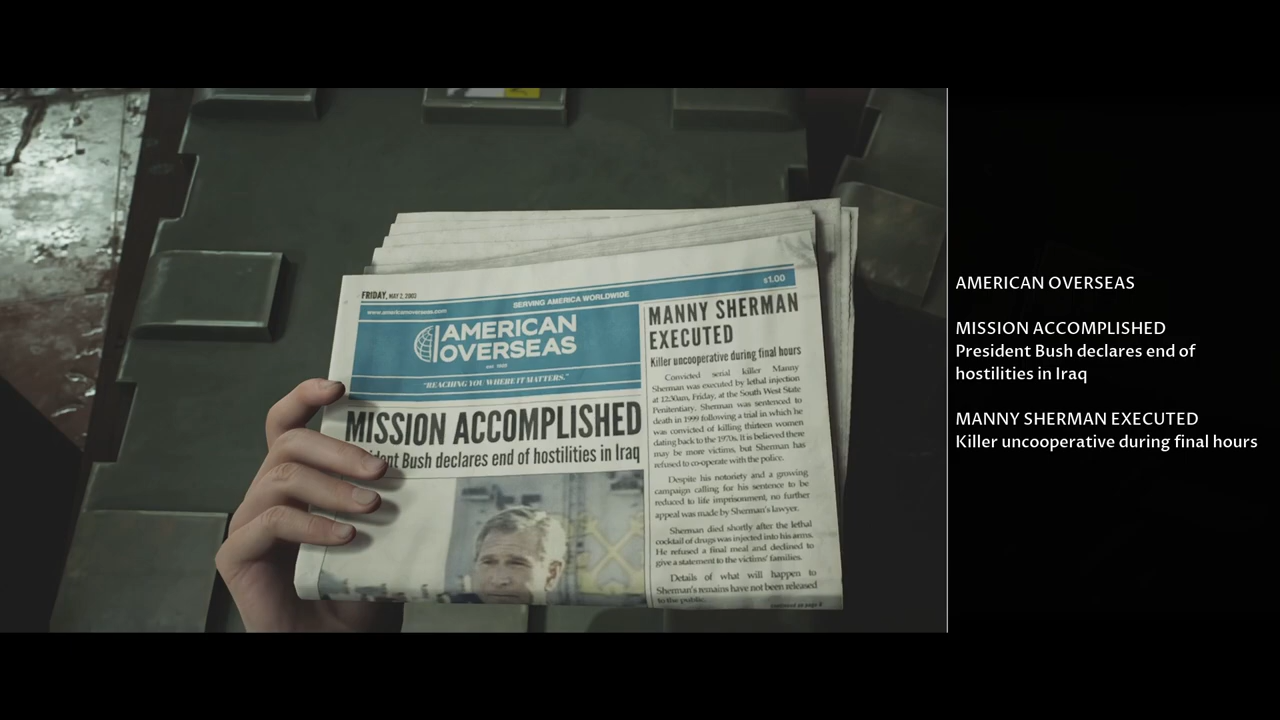 FRIDAY, MAY 2, 2003
www.americanoverseas.com
SERVING AMERICA WORLDWIDE
$1.00
AMERICAN
OVERSEAS
"REACHING YOU WHERE IT MATTERS."
MISSION ACCOMPLISHED
ident Bush declares end of hostilities in Iraq
MANNY SHERMAN
EXECUTED
Killer uncooperative during final hours
Convicted serial killer Manny
Sherman was executed by lethal injection
at 12:30am, Friday, at the South West State
Penitentiary. Sherman was sentenced to
death in 1999 following a trial in which he
was convicted of killing thirteen women
dating back to the 1970s. It is believed there
may be more victims, but Sherman has
refused to co-operate with the police.
Despite his notoriety and a growing
campaign calling for his sentence to be
reduced to life imprisonment, no further
appeal was made by Sherman's lawyer.
Sherman died shortly after the lethal
cocktail of drugs was injected into his arms.
He refused a final meal and declined to
give a statement to the victims' families.
Details of what will happen to
Sherman's remains have not been released
to the public.
AMERICAN OVERSEAS
MISSION ACCOMPLISHED
President Bush declares end of
hostilities in Iraq
MANNY SHERMAN EXECUTED
Killer uncooperative during final hours